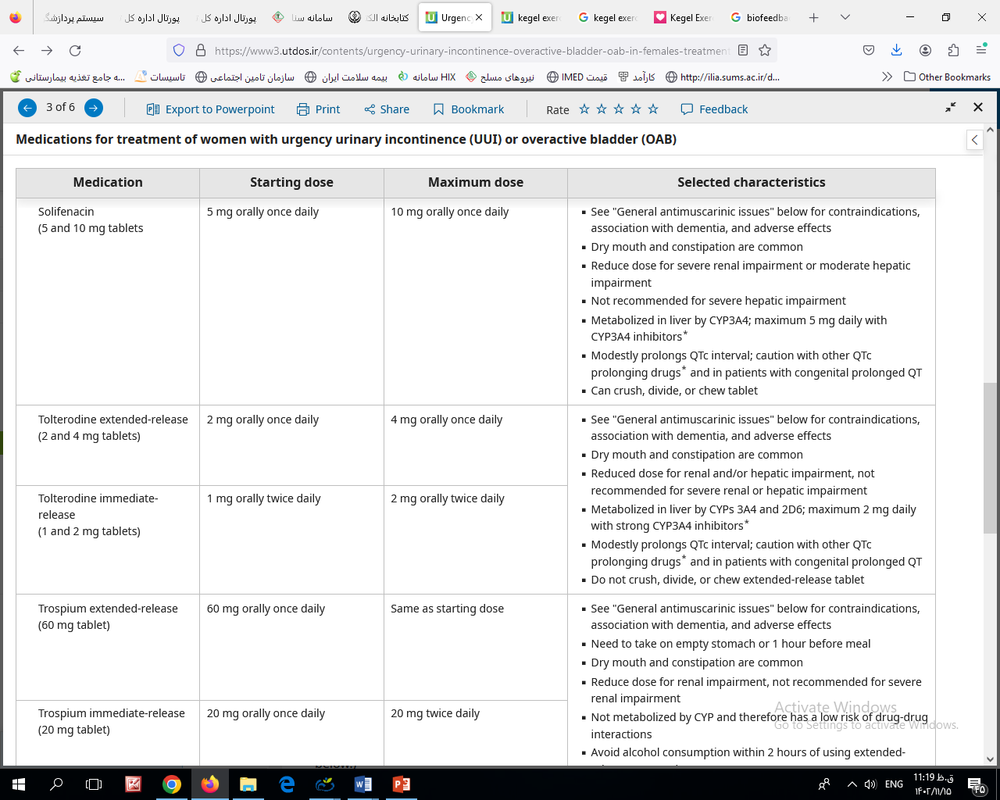 سیستم پردازشگ
پورتال اداره کل
پورتال اداره کل
سامانه سنا
کتابخانه الک
Urgency
kegel exer
kegel exer
Kegel Exer
biofeedba
https://www3.utdos.ir/contents/urgency-urinary-incontinence-overactive-bladder-oab-in-females-treatment
...ه جامع تغذیه بیمارستانی
تاسیسات
سازمان تامین اجتماعی
بیمه سلامت ایران
سامانه HIX
نیروهای مسلح
قیمت IMED
کارآمد
http://ilia.sums.ac.ir/d...
Other Bookmarks
3 of 6
Export to Powerpoint
Print
Share
Bookmark
Rate
Feedback
Medications for treatment of women with urgency urinary incontinence (UUI) or overactive bladder (OAB)
Medication
Starting dose
Maximum dose
Selected characteristics
Solifenacin
(5 and 10 mg tablets
5 mg orally once daily
10 mg orally once daily
▪ See "General antimuscarinic issues" below for contraindications,
association with dementia, and adverse effects
▪ Dry mouth and constipation are common
▪ Reduce dose for severe renal impairment or moderate hepatic
impairment
▪ Not recommended for severe hepatic impairment
▪ Metabolized in liver by CYP3A4; maximum 5 mg daily with
CYP3A4 inhibitors*
▪ Modestly prolongs QTc interval; caution with other QTc
prolonging drugs* and in patients with congenital prolonged QT
▪ Can crush, divide, or chew tablet
Tolterodine extended-release
(2 and 4 mg tablets)
2 mg orally once daily
4 mg orally once daily
Tolterodine immediate-
release
(1 and 2 mg tablets)
1 mg orally twice daily
2 mg orally twice daily
▪ See "General antimuscarinic issues" below for contraindications,
association with dementia, and adverse effects
▪ Dry mouth and constipation are common
▪ Reduced dose for renal and/or hepatic impairment, not
recommended for severe renal or hepatic impairment
▪ Metabolized in liver by CYPs 3A4 and 2D6; maximum 2 mg daily
with strong CYP3A4 inhibitors*
▪ Modestly prolongs QTc interval; caution with other QTc
prolonging drugs* and in patients with congenital prolonged QT
▪ Do not crush, divide, or chew extended-release tablet
Trospium extended-release
(60 mg tablet)
60 mg orally once daily
Same as starting dose
Trospium immediate-release
(20 mg tablet)
20 mg orally once daily
20 mg twice daily
▪ See "General antimuscarinic issues" below for contraindications,
association with dementia, and adverse effects
▪ Need to take on empty stomach or 1 hour before meal
▪ Dry mouth and constipation are common
▪ Reduce dose for renal impairment, not recommended for severe
renal impairment
▪ Not metabolized by CYP and therefore has a low risk of drug-drug
interactions
▪ Avoid alcohol consumption within 2 hours of using extended-
Activate Windows
Go to Settings to activate Windows.
ENG
11:19 ق.ظ
۱۴۰۲/۱۱/۱۵
۲۵